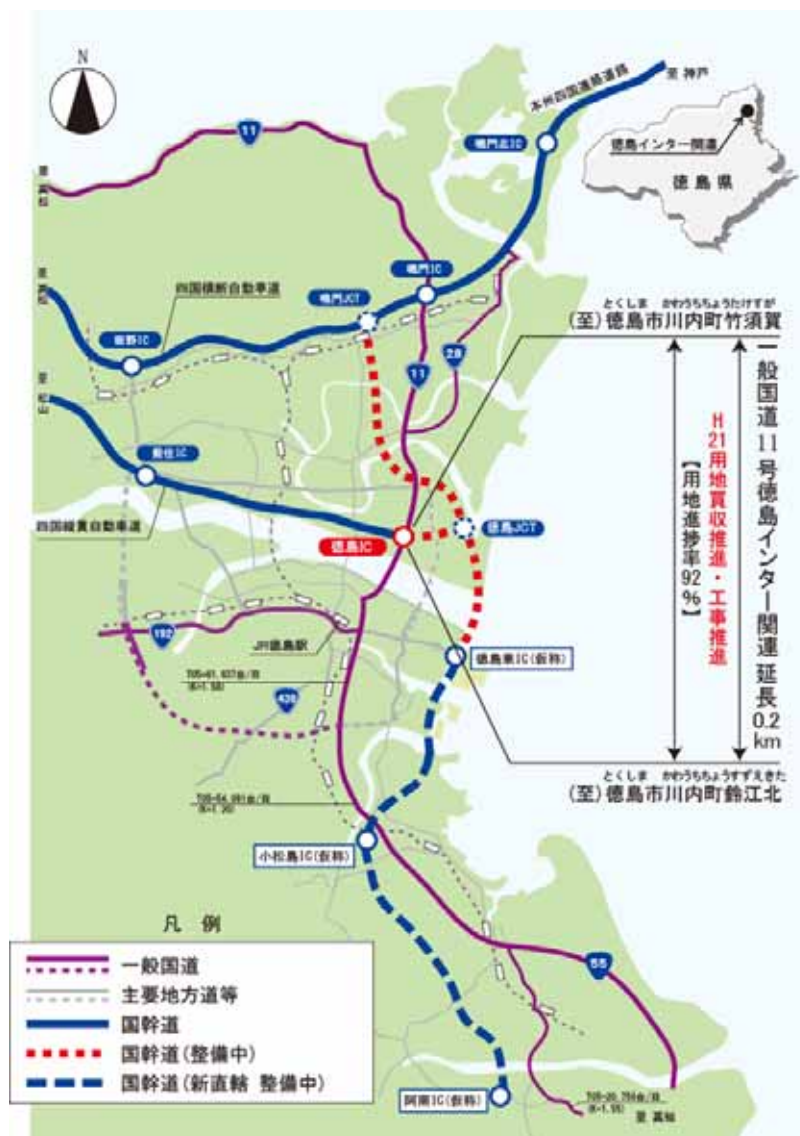 N
至 神戸
本州四国連絡道路
11
鳴門北IC
徳島インター関連
徳島県
至 高松
鳴門IC
四国横断自動車道
鳴門JCT
至 高松
板野IC
28
11
至 松山
藍住IC
四国縦貫自動車道
徳島IC
徳島JCT
とくしま かわうちちょうたけすが
(至)徳島市川内町竹須賀
一般国道11号徳島インター関連 延長0.2km
H21用地買収推進・工事推進
【用地進捗率92%】
とくしま かわうちちょうすずえきた
(至)徳島市川内町鈴江北
192
JR徳島駅
徳島東IC(仮称)
438
小松島IC(仮称)
55
阿南IC(仮称)
至 高知
凡 例
一般国道
主要地方道等
国幹道
国幹道(整備中)
国幹道(新直轄 整備中)